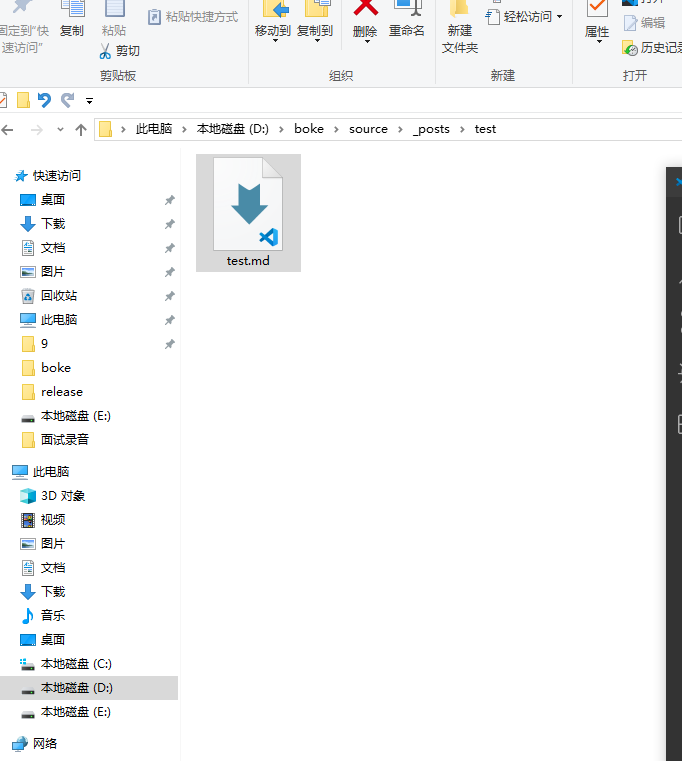 固定到"快
速访问"
复制
粘贴
粘贴快捷方式
剪切
剪贴板
移动到
复制到
删除
重命名
组织
新建
文件夹
轻松访问
新建
属性
打开
编辑
历史记录
打开
此电脑 › 本地磁盘 (D:) › boke › source › _posts › test
快速访问
桌面
下载
文档
图片
回收站
此电脑
9
boke
release
本地磁盘 (E:)
面试录音
此电脑
3D 对象
视频
图片
文档
下载
音乐
桌面
本地磁盘 (C:)
本地磁盘 (D:)
本地磁盘 (E:)
网络
test.md